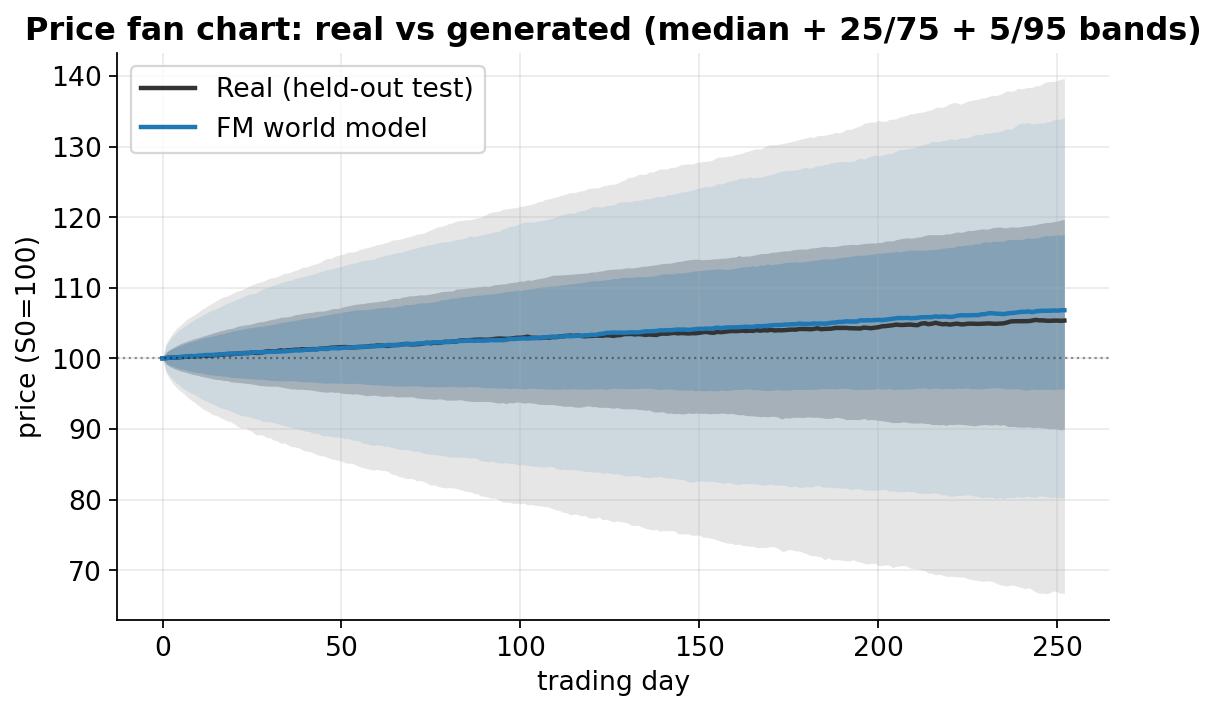 Price fan chart: real vs generated (median + 25/75 + 5/95 bands)
Real (held-out test)
FM world model
price (S0=100)
140
130
120
110
100
90
80
70
0 50 100 150 200 250
trading day